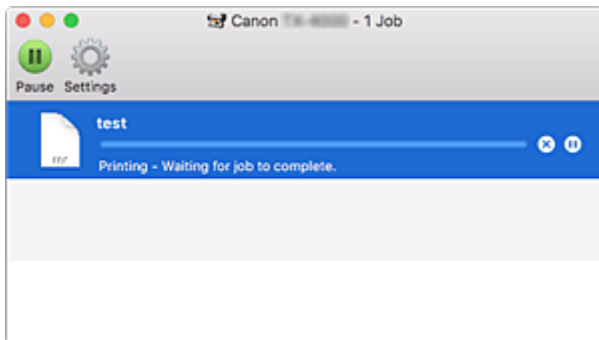 Canon - 1 Job
Pause Settings
test
Printing - Waiting for job to complete.